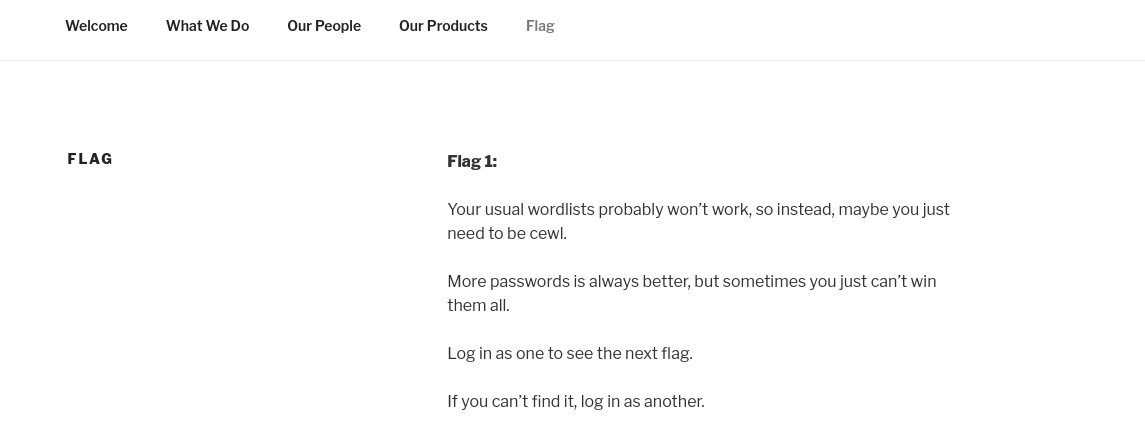 Welcome What We Do Our People Our Products Flag
FLAG
Flag 1:
Your usual wordlists probably won’t work, so instead, maybe you just
need to be cewl.
More passwords is always better, but sometimes you just can’t win
them all.
Log in as one to see the next flag.
If you can’t find it, log in as another.